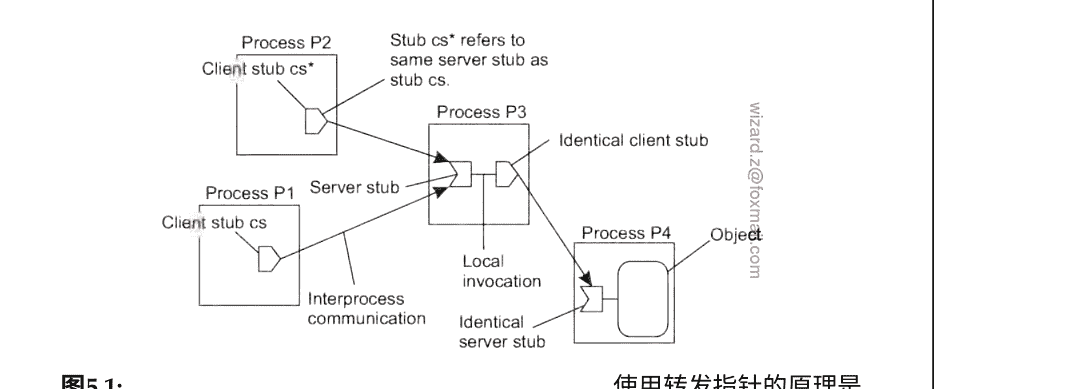 Process P2
Client stub cs*
Stub cs* refers to
same server stub as
stub cs.
Process P3
Identical client stub
Server stub
Process P1
Client stub cs
Process P4
Object
Local
invocation
Interprocess
communication
Identical
server stub
wizard.z@foxmail.com
图5.1:
使用转发指针的原理是